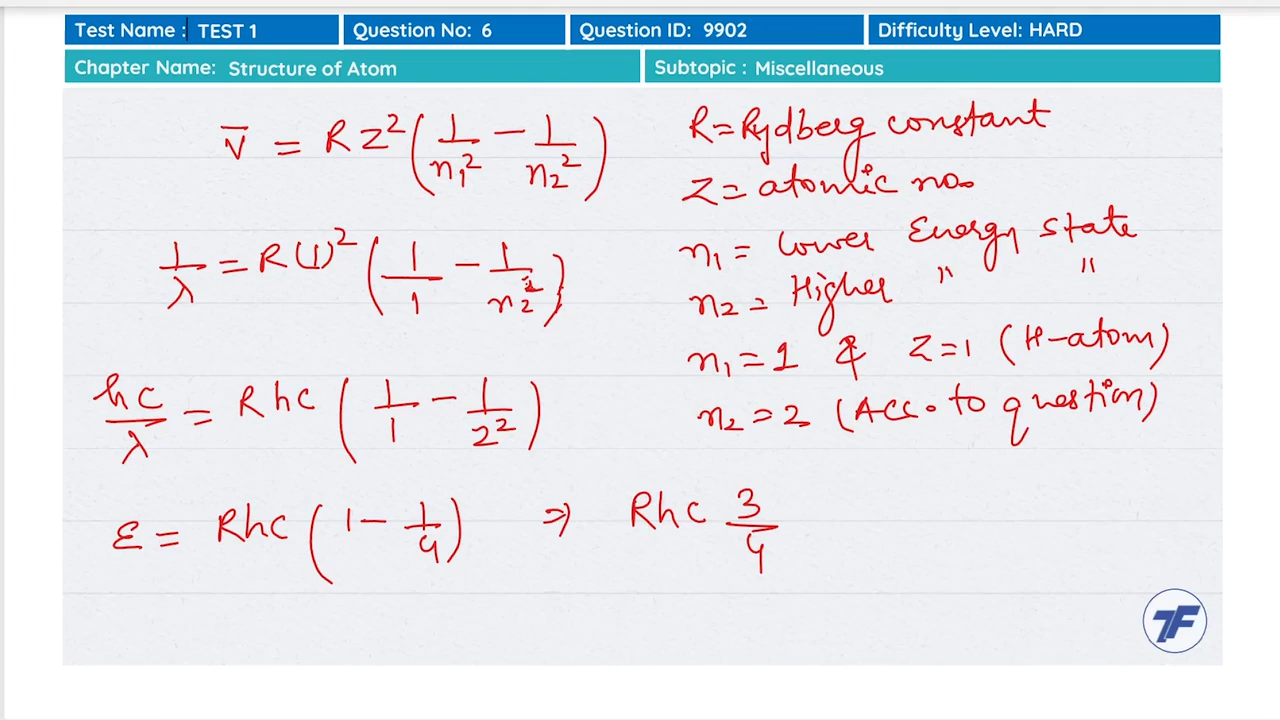 Test Name : TEST 1 Question No: 6 Question ID: 9902 Difficulty Level: HARD
Chapter Name: Structure of Atom Subtopic : Miscellaneous
v̅ = R Z² (1/n₁² − 1/n₂²)
1/λ = R(1)² (1/1 − 1/n₂²)
hc/λ = Rhc (1/1 − 1/2²)
ε = Rhc (1 − 1/4) ⇒ Rhc 3/4
R = Rydberg constant
Z = atomic no.
n₁ = Lower Energy state
n₂ = Higher " "
n₁ = 1 & Z = 1 (H-atom)
n₂ = 2 (Acc. to question)
TF